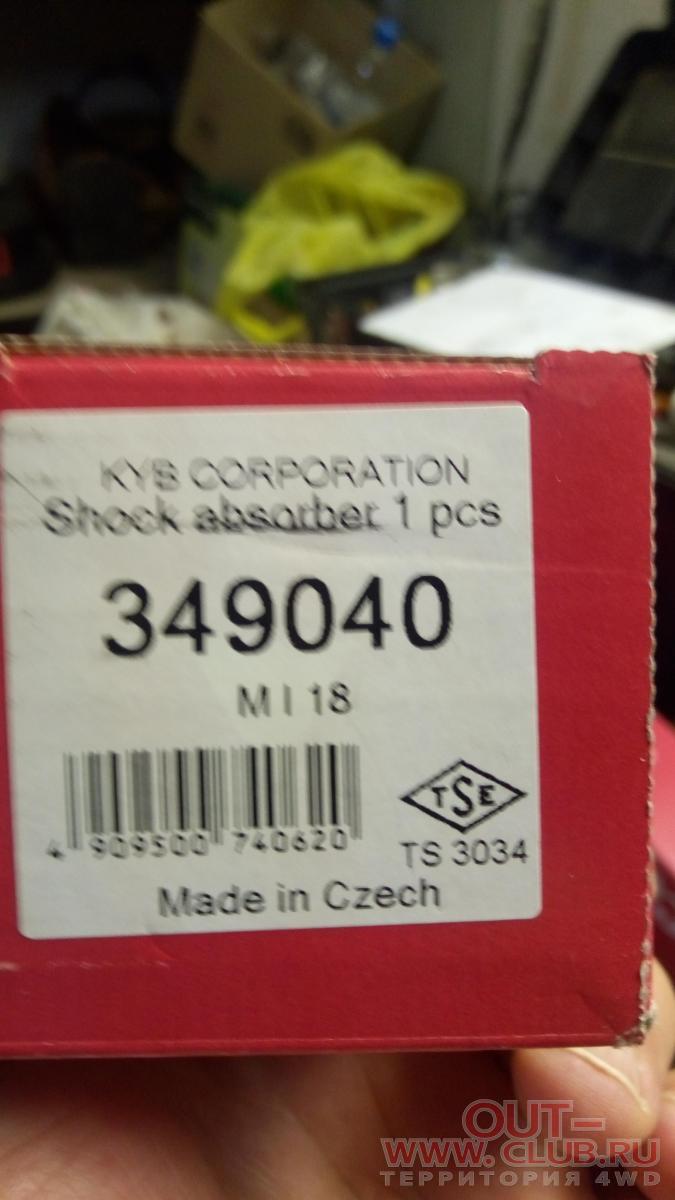 KYB CORPORATION
Shock absorber 1 pcs
349040
M I 18
TSE
4 909500 740620
TS 3034
Made in Czech
OUT-
WWW.CLUB.RU
ТЕРРИТОРИЯ 4WD